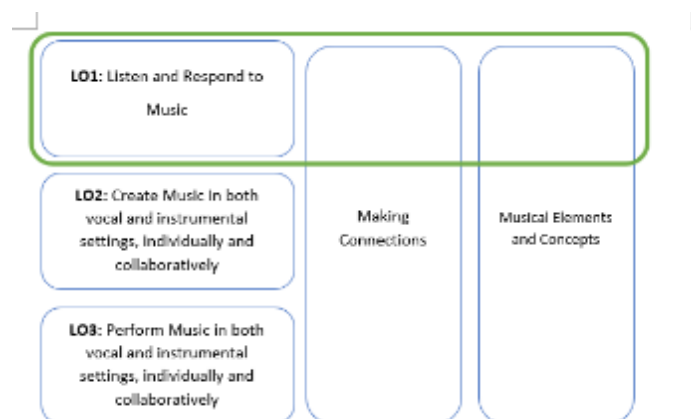 LO1: Listen and Respond to
Music
LO2: Create Music in both
vocal and instrumental
settings, individually and
collaboratively
LO3: Perform Music in both
vocal and instrumental
settings, individually and
collaboratively
Making
Connections
Musical Elements
and Concepts